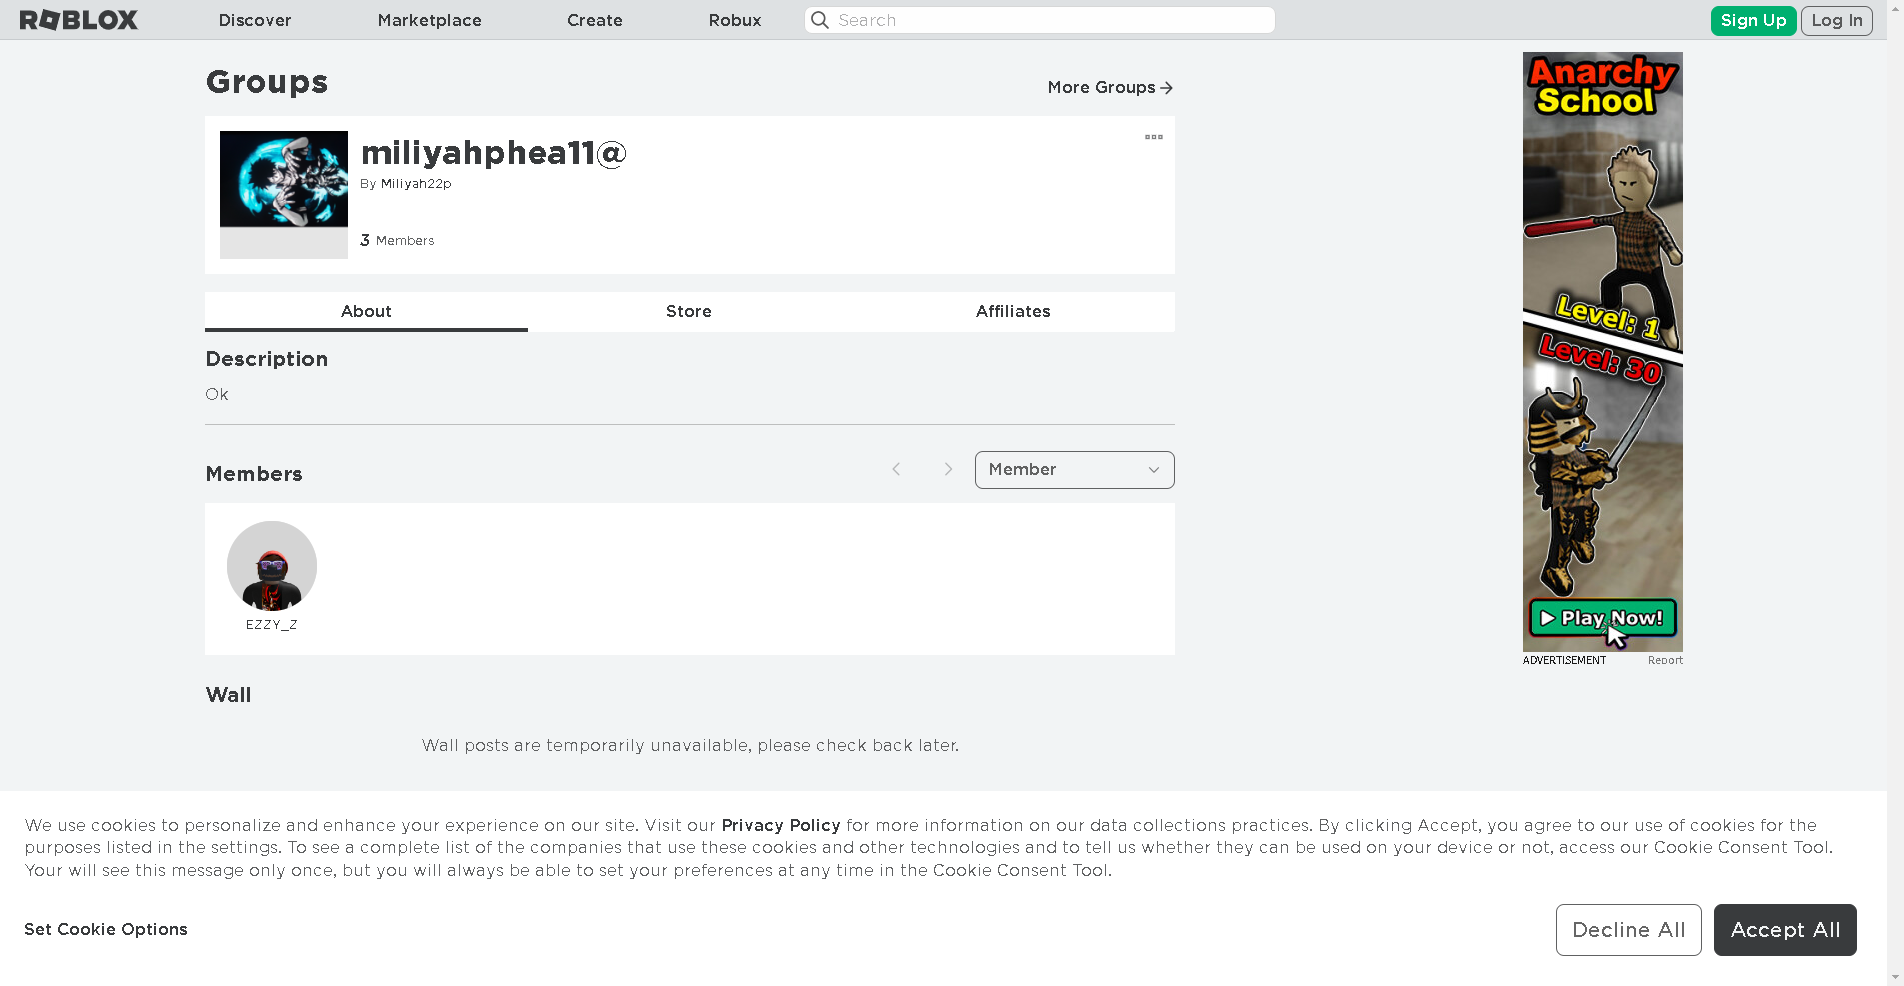 ROBLOX
Discover
Marketplace
Create
Robux
Search
Sign Up
Log In
Groups
More Groups
miliyahphea11@
By Miliyah22p
3 Members
About
Store
Affiliates
Description
Ok
Members
Member
EZZY_Z
Wall
Wall posts are temporarily unavailable, please check back later.
Anarchy
School
Level: 1
Level: 30
Play Now!
ADVERTISEMENT
Report
We use cookies to personalize and enhance your experience on our site. Visit our Privacy Policy for more information on our data collections practices. By clicking Accept, you agree to our use of cookies for the
purposes listed in the settings. To see a complete list of the companies that use these cookies and other technologies and to tell us whether they can be used on your device or not, access our Cookie Consent Tool.
Your will see this message only once, but you will always be able to set your preferences at any time in the Cookie Consent Tool.
Set Cookie Options
Decline All
Accept All